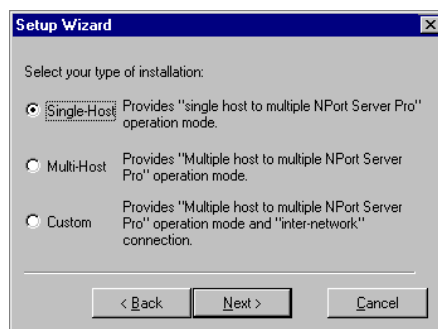 Setup Wizard
Select your type of installation:
Single-Host Provides "single host to multiple NPort Server Pro"
operation mode.
Multi-Host Provides "Multiple host to multiple NPort Server
Pro" operation mode.
Custom Provides "Multiple host to multiple NPort Server
Pro" operation mode and "inter-network"
connection.
< Back Next > Cancel